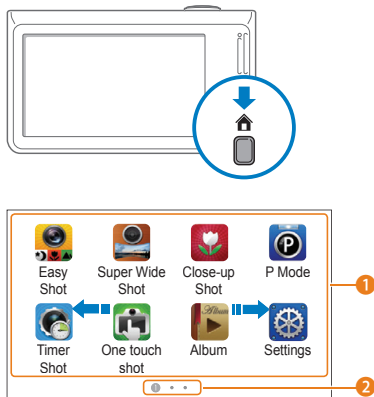 Easy Shot
Super Wide Shot
Close-up Shot
P Mode
Timer Shot
One touch shot
Album
Settings
1
2